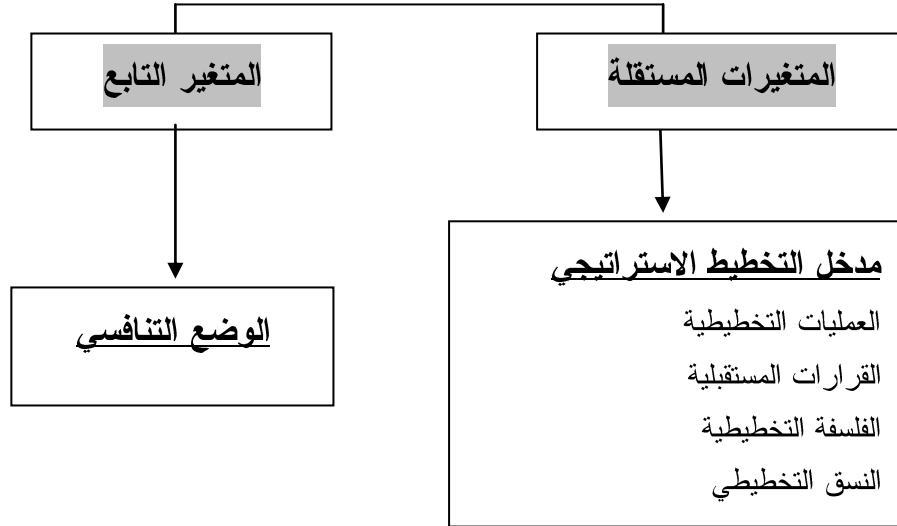 المتغيرات المستقلة
المتغير التابع
مدخل التخطيط الاستراتيجي
العمليات التخطيطية
القرارات المستقبلية
الفلسفة التخطيطية
النسق التخطيطي
الوضع التنافسي